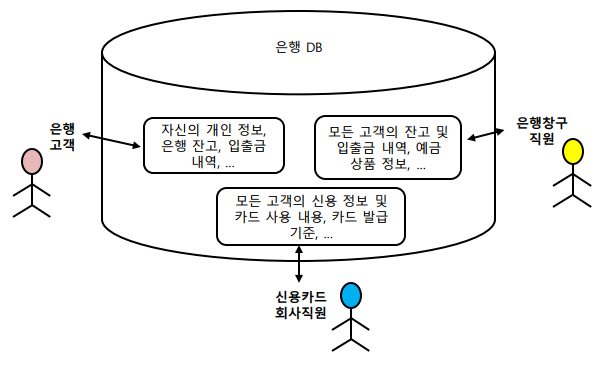 은행 DB
은행
고객
자신의 개인 정보,
은행 잔고, 입출금
내역, ...
모든 고객의 잔고 및
입출금 내역, 예금
상품 정보, ...
은행창구
직원
모든 고객의 신용 정보 및
카드 사용 내용, 카드 발급
기준, ...
신용카드
회사직원